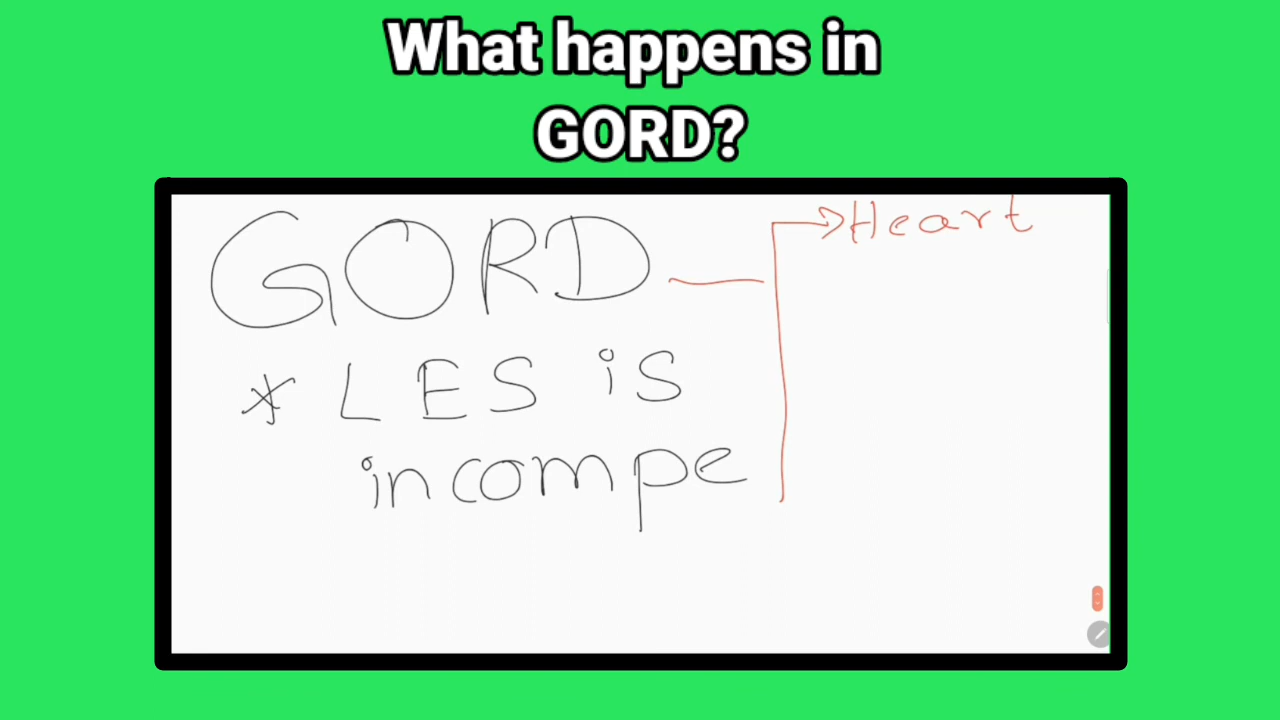 What happens in
GORD?
GORD
Heart
* LES is
incompe